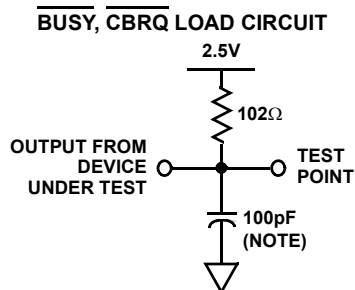 BUSY, CBRQ LOAD CIRCUIT
2.5V
102Ω
OUTPUT FROM
DEVICE
UNDER TEST
TEST
POINT
100pF
(NOTE)